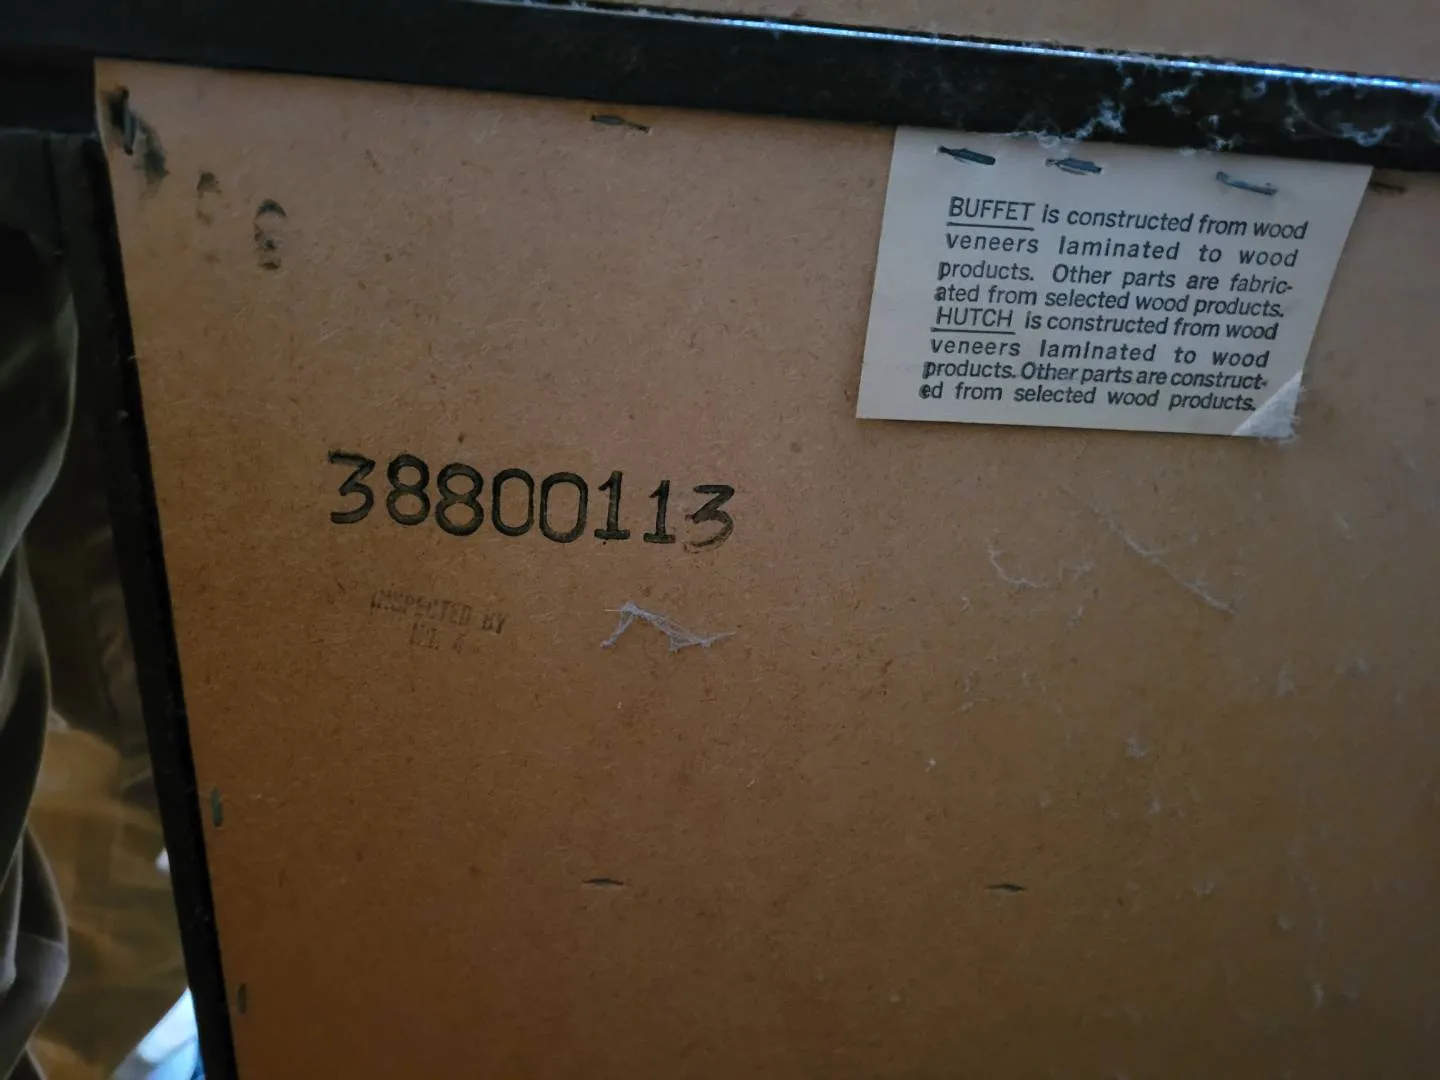 BUFFET is constructed from wood
veneers laminated to wood
products. Other parts are fabric-
ated from selected wood products.
HUTCH is constructed from wood
veneers laminated to wood
products. Other parts are construct-
ed from selected wood products.
38800113
INSPECTED BY
NO. 4